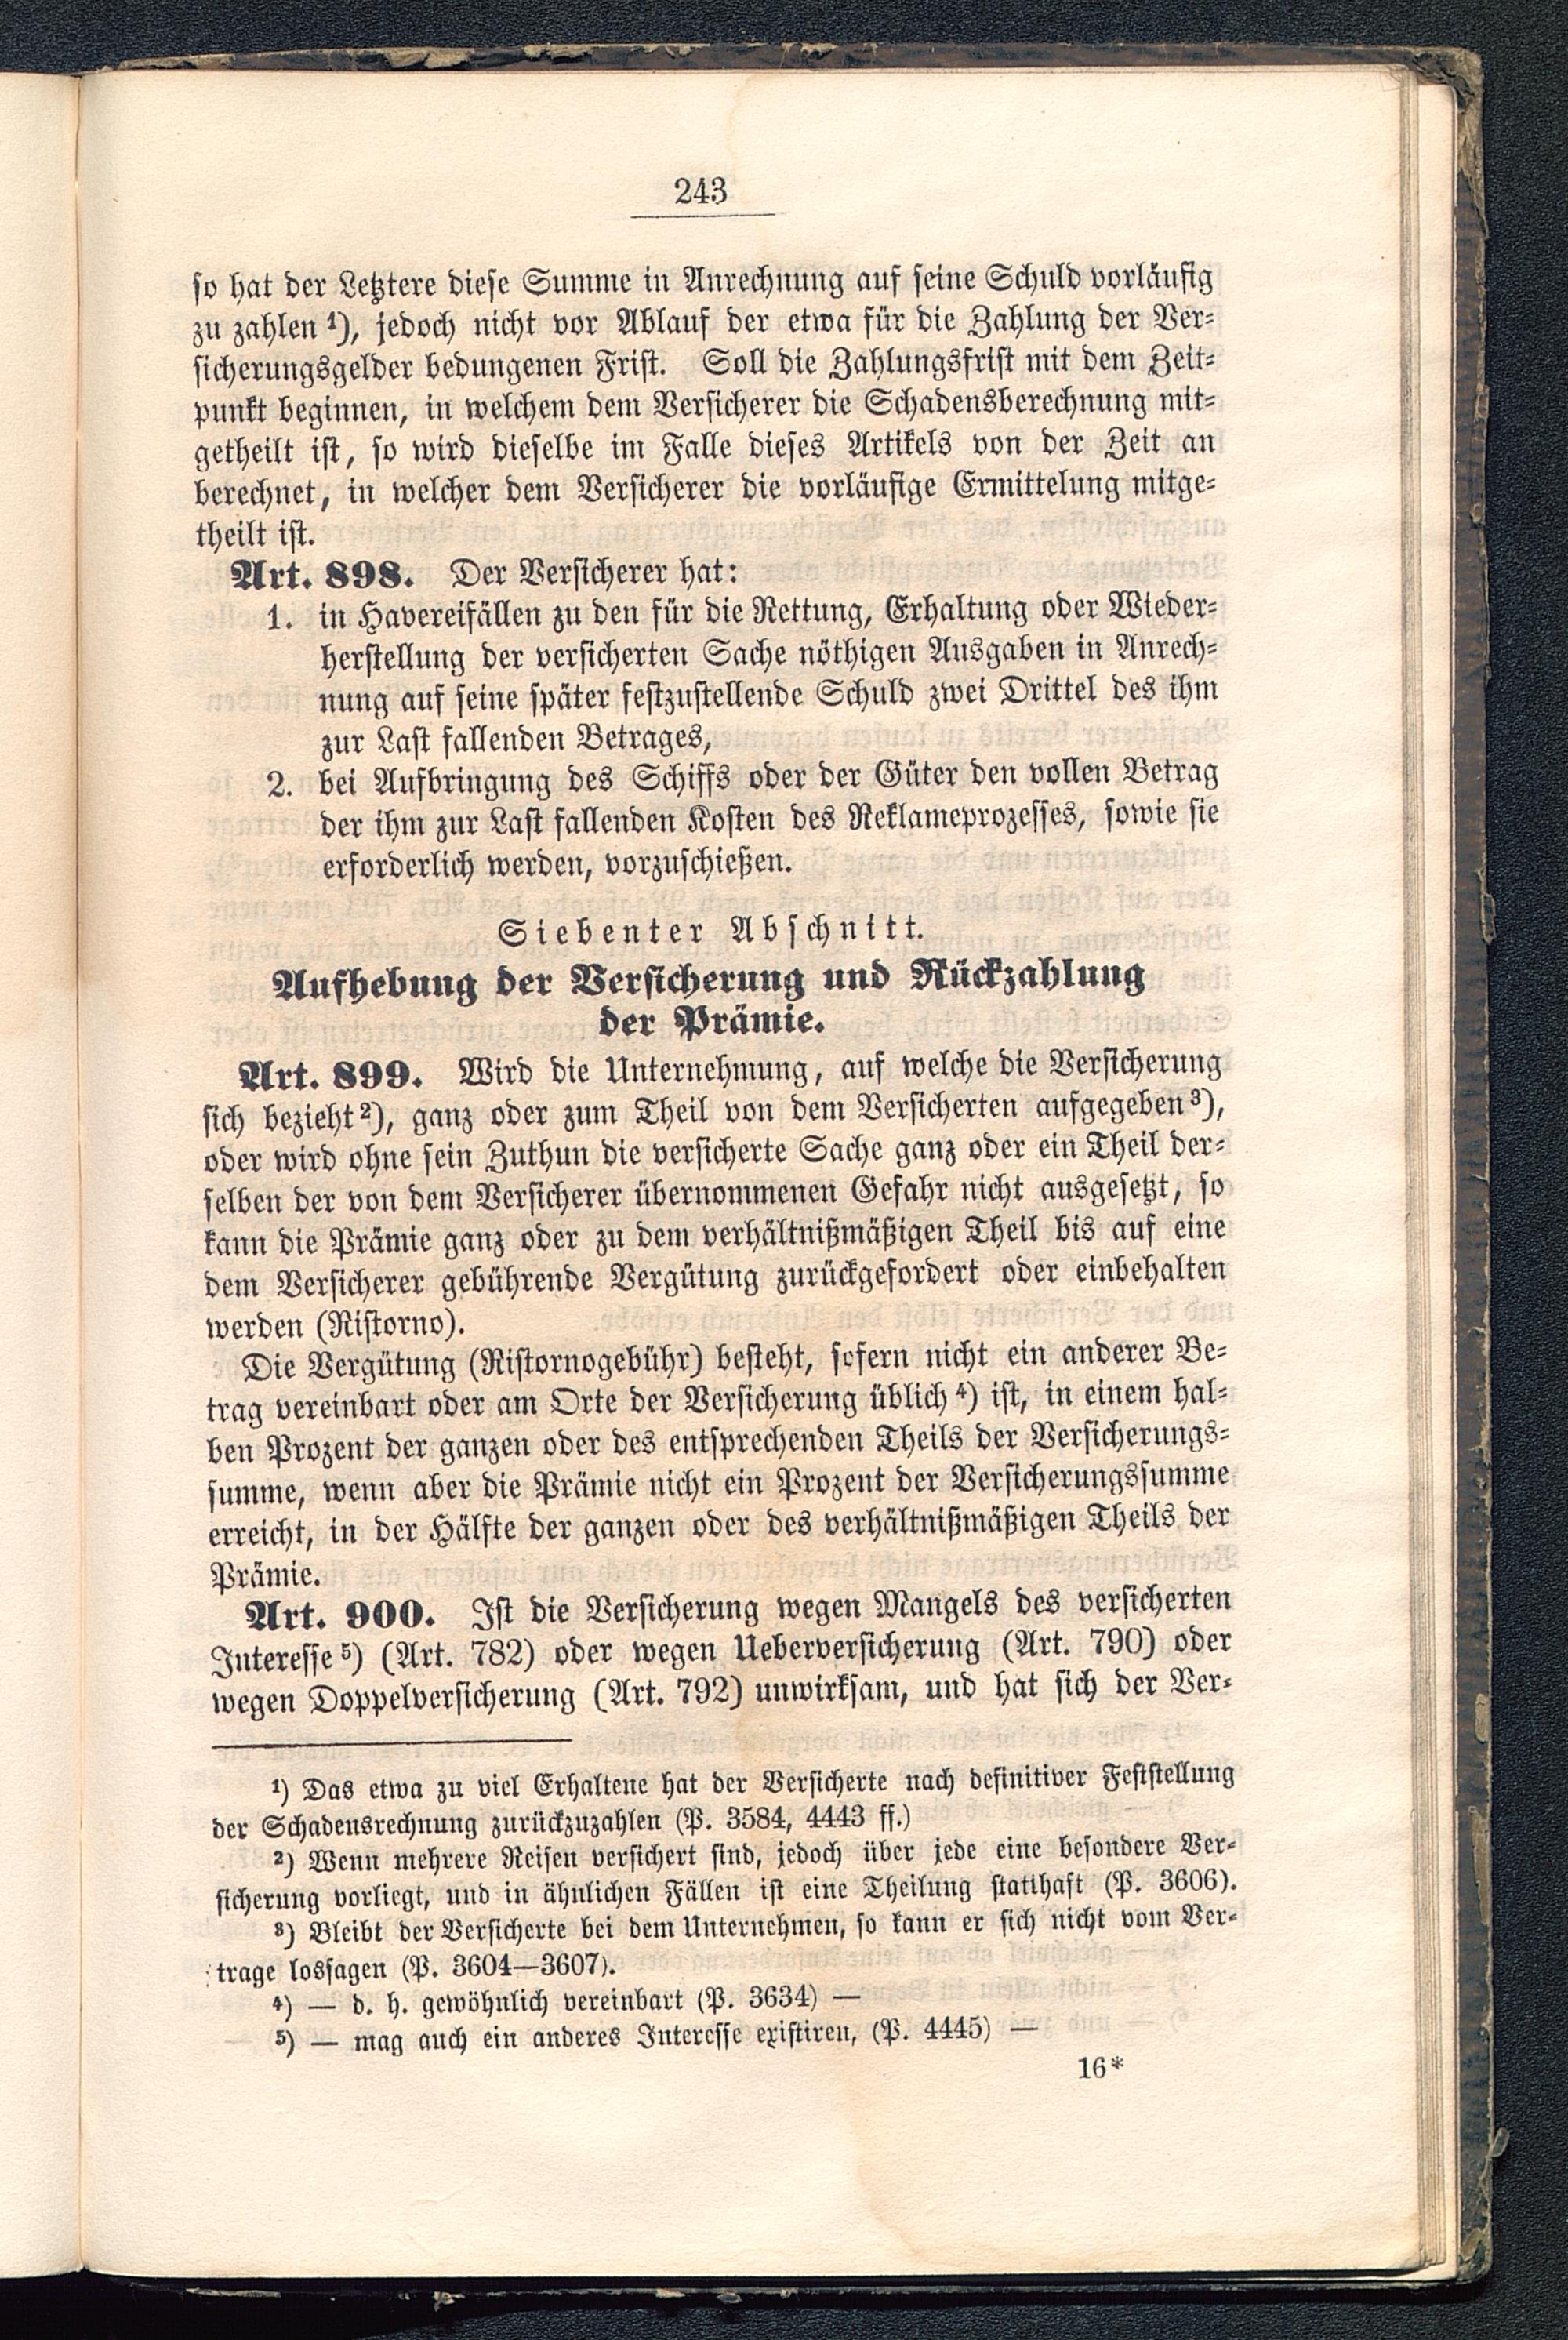 243
so hat der Letztere diese Summe in Anrechnung auf seine Schuld vorläufig
zu zahlen ¹), jedoch nicht vor Ablauf der etwa für die Zahlung der Ver-
sicherungsgelder bedungenen Frist. Soll die Zahlungsfrist mit dem Zeit-
punkt beginnen, in welchem dem Versicherer die Schadensberechnung mit-
getheilt ist, so wird dieselbe im Falle dieses Artikels von der Zeit an
berechnet, in welcher dem Versicherer die vorläufige Ermittelung mitge-
theilt ist.
Art. 898. Der Versicherer hat:
1. in Havereifällen zu den für die Rettung, Erhaltung oder Wieder-
herstellung der versicherten Sache nöthigen Ausgaben in Anrech-
nung auf seine später festzustellende Schuld zwei Drittel des ihm
zur Last fallenden Betrages,
2. bei Aufbringung des Schiffs oder der Güter den vollen Betrag
der ihm zur Last fallenden Kosten des Reklameprozesses, sowie sie
erforderlich werden, vorzuschießen.
Siebenter Abschnitt.
Aufhebung der Versicherung und Rückzahlung
der Prämie.
Art. 899. Wird die Unternehmung, auf welche die Versicherung
sich bezieht ²), ganz oder zum Theil von dem Versicherten aufgegeben ³),
oder wird ohne sein Zuthun die versicherte Sache ganz oder ein Theil der-
selben der von dem Versicherer übernommenen Gefahr nicht ausgesetzt, so
kann die Prämie ganz oder zu dem verhältnißmäßigen Theil bis auf eine
dem Versicherer gebührende Vergütung zurückgefordert oder einbehalten
werden (Ristorno).
Die Vergütung (Ristornogebühr) besteht, sofern nicht ein anderer Be-
trag vereinbart oder am Orte der Versicherung üblich ⁴) ist, in einem hal-
ben Prozent der ganzen oder des entsprechenden Theils der Versicherungs-
summe, wenn aber die Prämie nicht ein Prozent der Versicherungssumme
erreicht, in der Hälfte der ganzen oder des verhältnißmäßigen Theils der
Prämie.
Art. 900. Ist die Versicherung wegen Mangels des versicherten
Interesse ⁵) (Art. 782) oder wegen Ueberversicherung (Art. 790) oder
wegen Doppelversicherung (Art. 792) unwirksam, und hat sich der Ver-
¹) Das etwa zu viel Erhaltene hat der Versicherte nach definitiver Feststellung
der Schadensrechnung zurückzuzahlen (P. 3584, 4443 ff.)
²) Wenn mehrere Reisen versichert sind, jedoch über jede eine besondere Ver-
sicherung vorliegt, und in ähnlichen Fällen ist eine Theilung statthaft (P. 3606).
³) Bleibt der Versicherte bei dem Unternehmen, so kann er sich nicht vom Ver-
trage lossagen (P. 3604—3607).
⁴) — d. h. gewöhnlich vereinbart (P. 3634) —
⁵) — mag auch ein anderes Interesse existiren, (P. 4445) —
16*